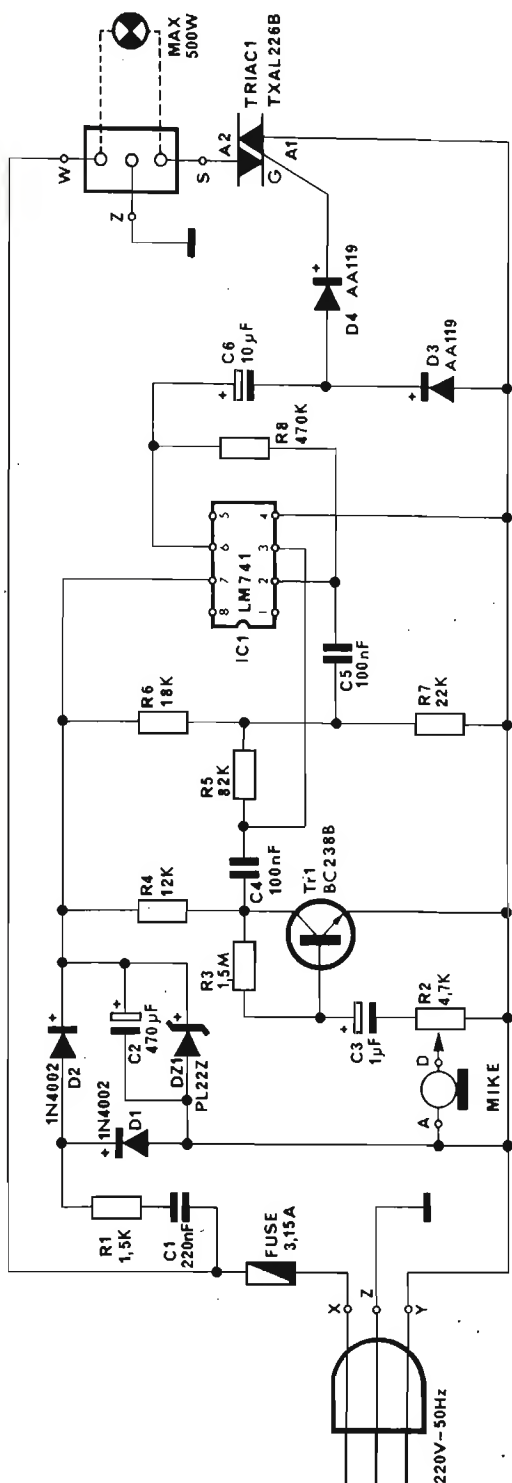 220V-50Hz
X
Z
Y
FUSE
3,15A
R1
1,5K
C1
220nF
1N4002
D2
+
1N4002
D1
+
C2
470µF
+
DZ1
PL22Z
A
D
MIKE
R2
4,7K
+
C3
1µF
R3
1,5M
R4
12K
Tr1
BC238B
C4
100nF
R5
82K
R6
18K
R7
22K
C5
100nF
IC1
LM741
8
7
6
5
1
2
3
4
R8
470K
+
C6
10µF
+
D3
AA119
+
D4 AA119
Z
W
S
A2
G
A1
TRIAC1
TXAL226B
MAX
500W